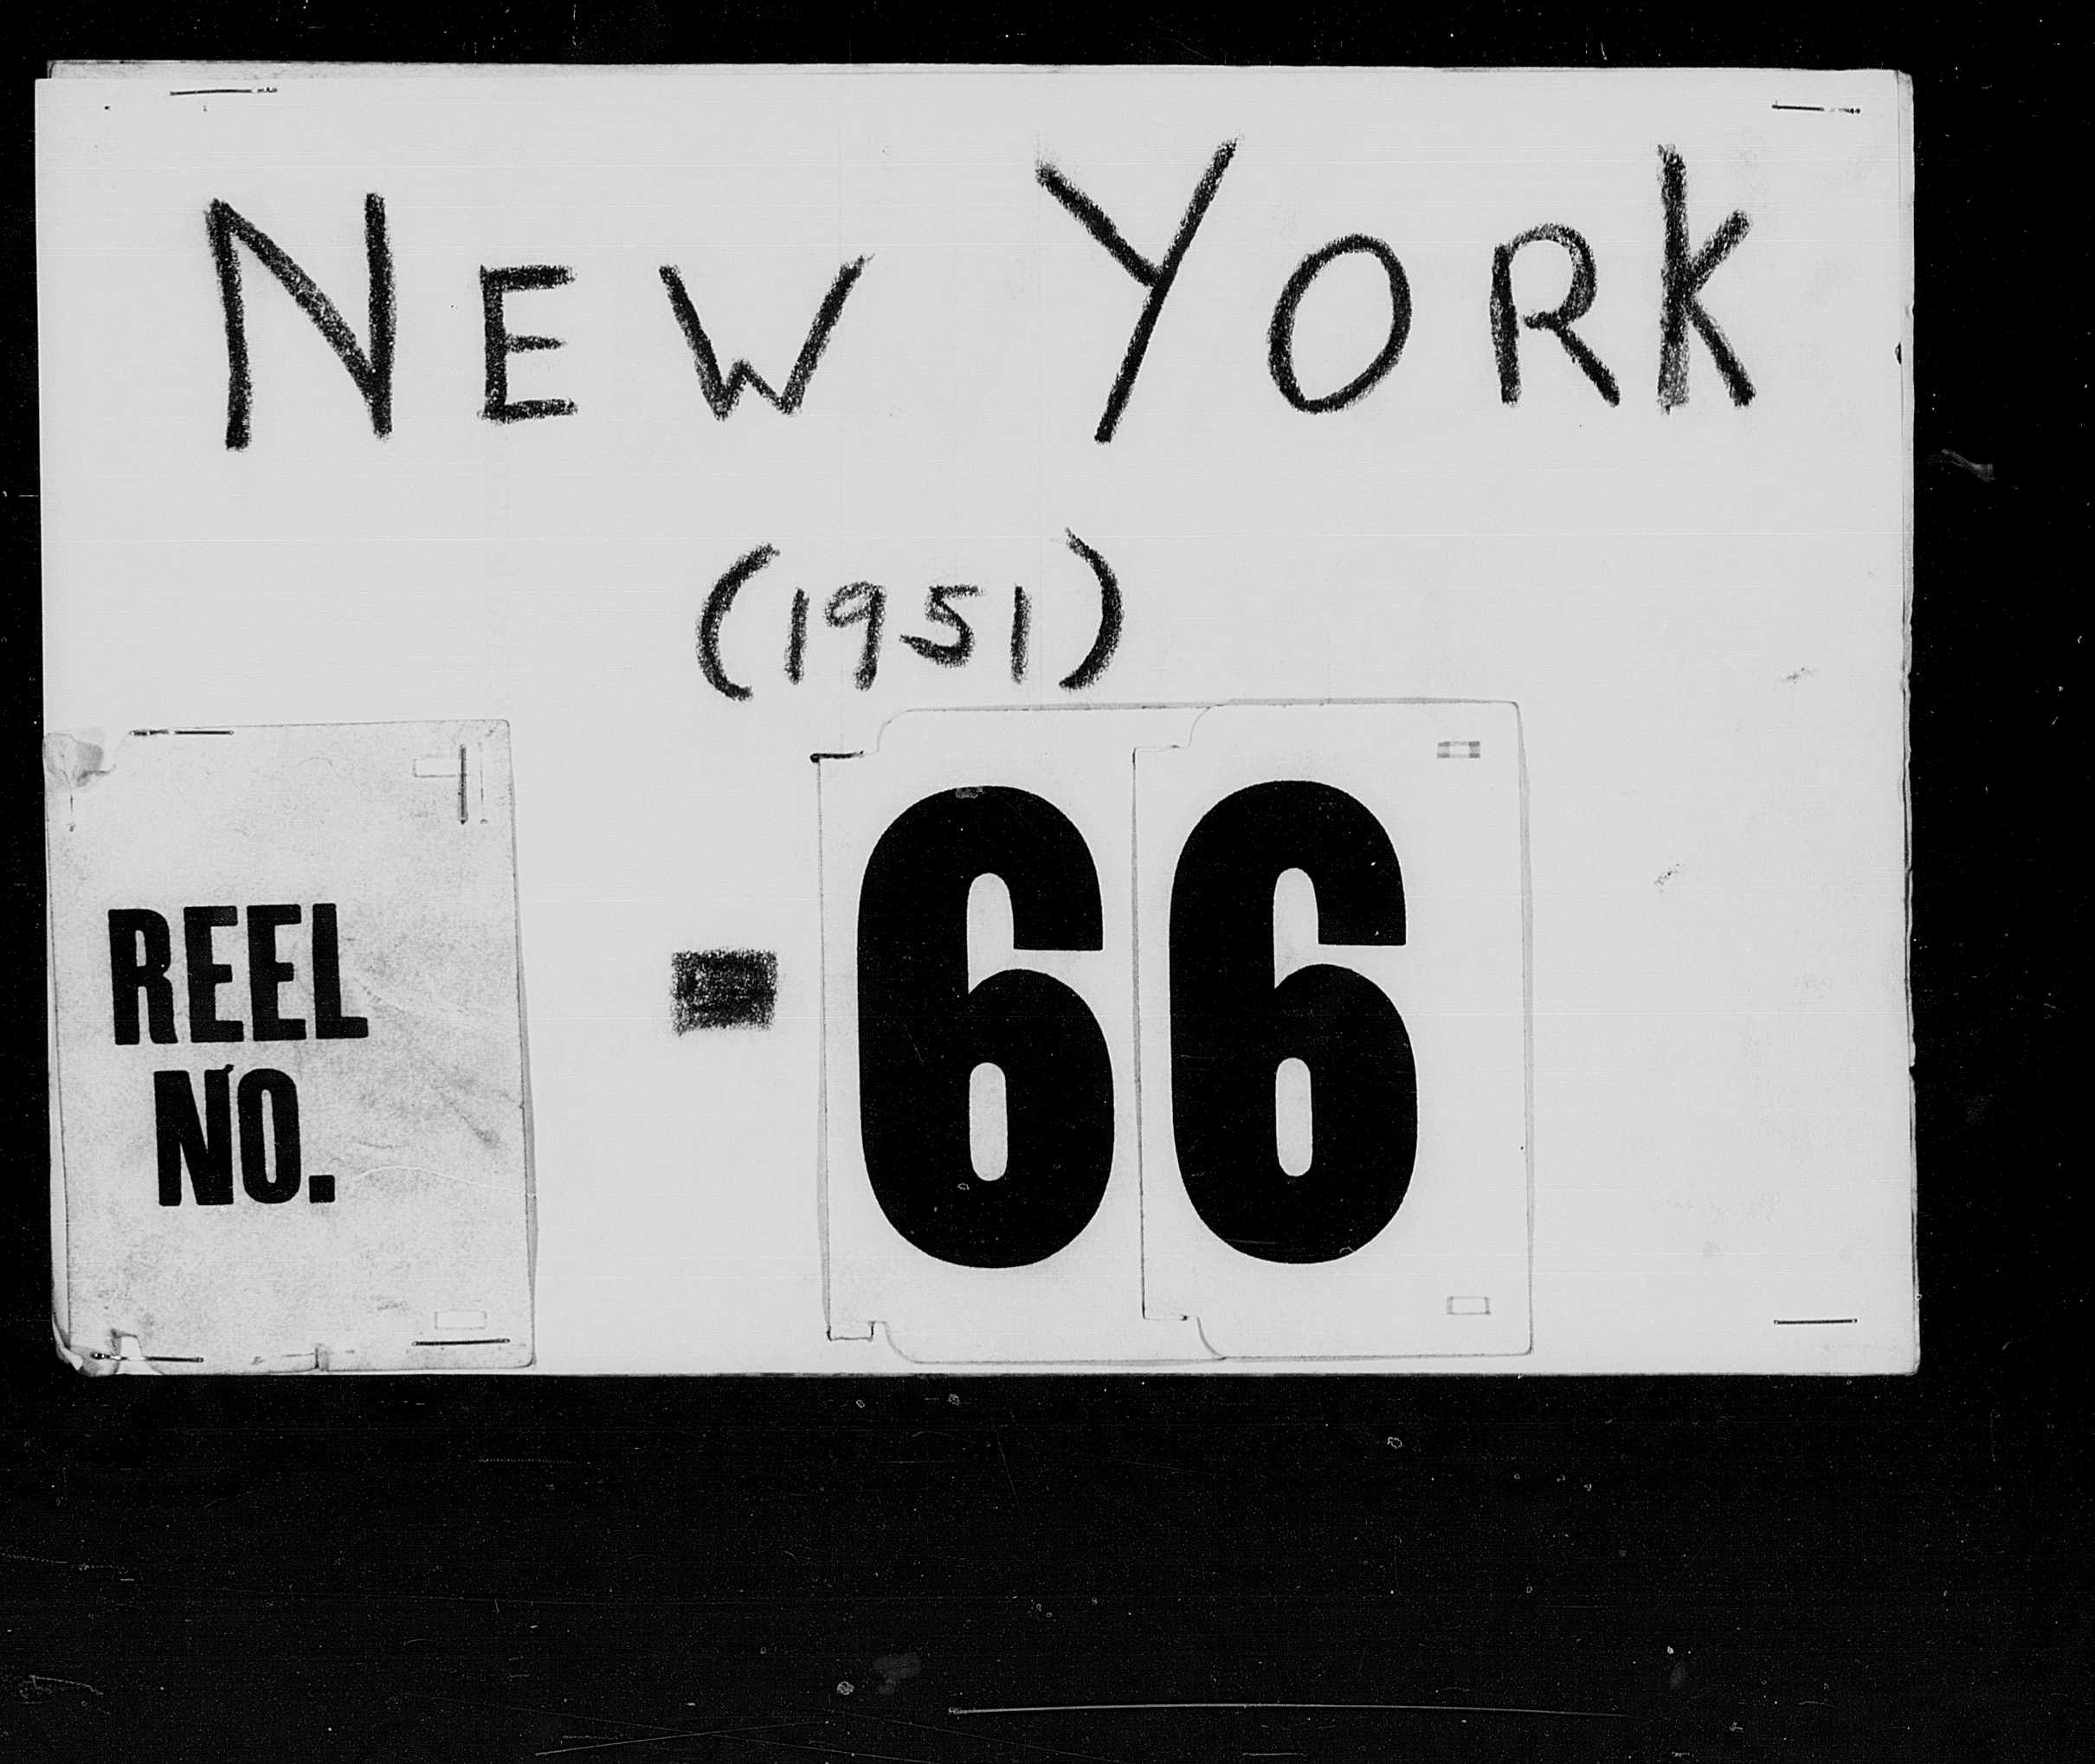 NEW YORK
(1951)
REEL
NO.
- 66